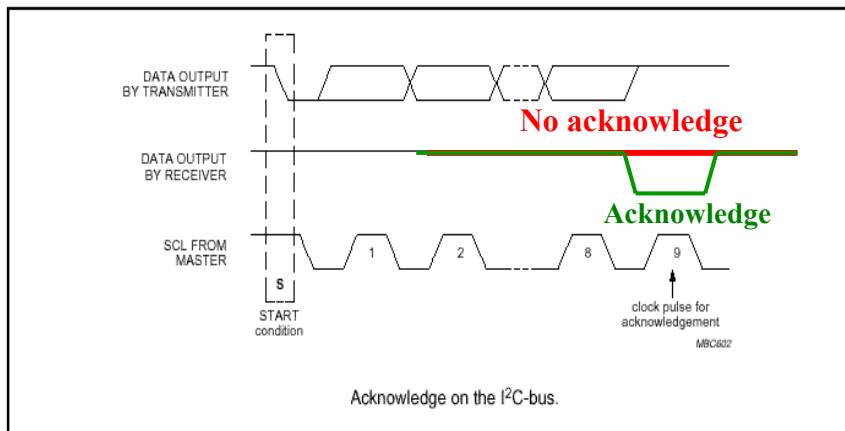 DATA OUTPUT
BY TRANSMITTER
No acknowledge
DATA OUTPUT
BY RECEIVER
Acknowledge
SCL FROM
MASTER
1
2
8
9
S
START
condition
clock pulse for
acknowledgement
MBC602
Acknowledge on the I²C-bus.